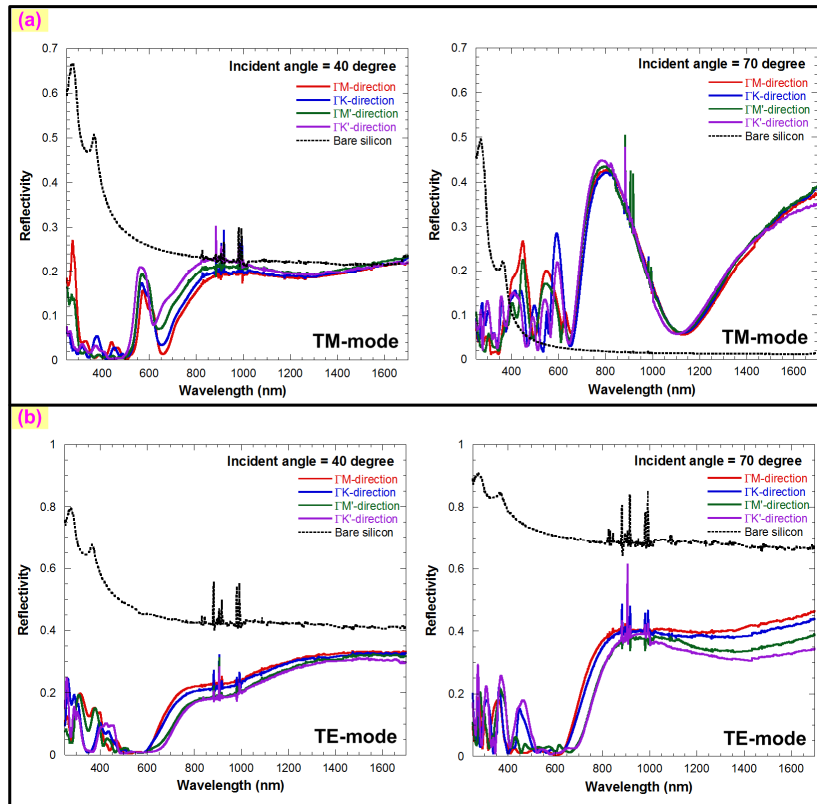 (a)
Incident angle = 40 degree
ΓM-direction
ΓK-direction
ΓM'-direction
ΓK'-direction
Bare silicon
TM-mode
Reflectivity
0.7
0.6
0.5
0.4
0.3
0.2
0.1
0
400 600 800 1000 1200 1400 1600
Wavelength (nm)
Incident angle = 70 degree
ΓM-direction
ΓK-direction
ΓM'-direction
ΓK'-direction
Bare silicon
TM-mode
Reflectivity
0.7
0.6
0.5
0.4
0.3
0.2
0.1
0
400 600 800 1000 1200 1400 1600
Wavelength (nm)
(b)
Incident angle = 40 degree
ΓM-direction
ΓK-direction
ΓM'-direction
ΓK'-direction
Bare silicon
TE-mode
Reflectivity
1
0.8
0.6
0.4
0.2
0
400 600 800 1000 1200 1400 1600
Wavelength (nm)
Incident angle = 70 degree
ΓM-direction
ΓK-direction
ΓM'-direction
ΓK'-direction
Bare silicon
TE-mode
Reflectivity
1
0.8
0.6
0.4
0.2
0
400 600 800 1000 1200 1400 1600
Wavelength (nm)